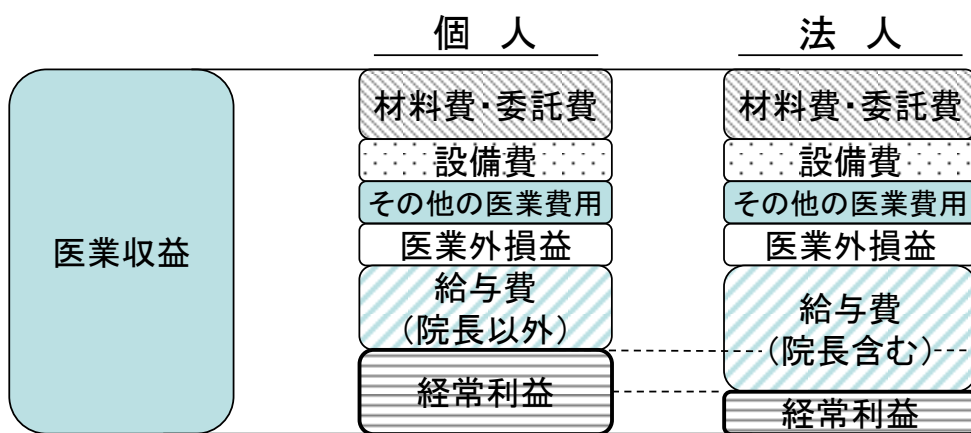 個 人
法 人
医業収益
材料費・委託費
設備費
その他の医業費用
医業外損益
給与費
（院長以外）
経常利益
材料費・委託費
設備費
その他の医業費用
医業外損益
給与費
（院長含む）
経常利益